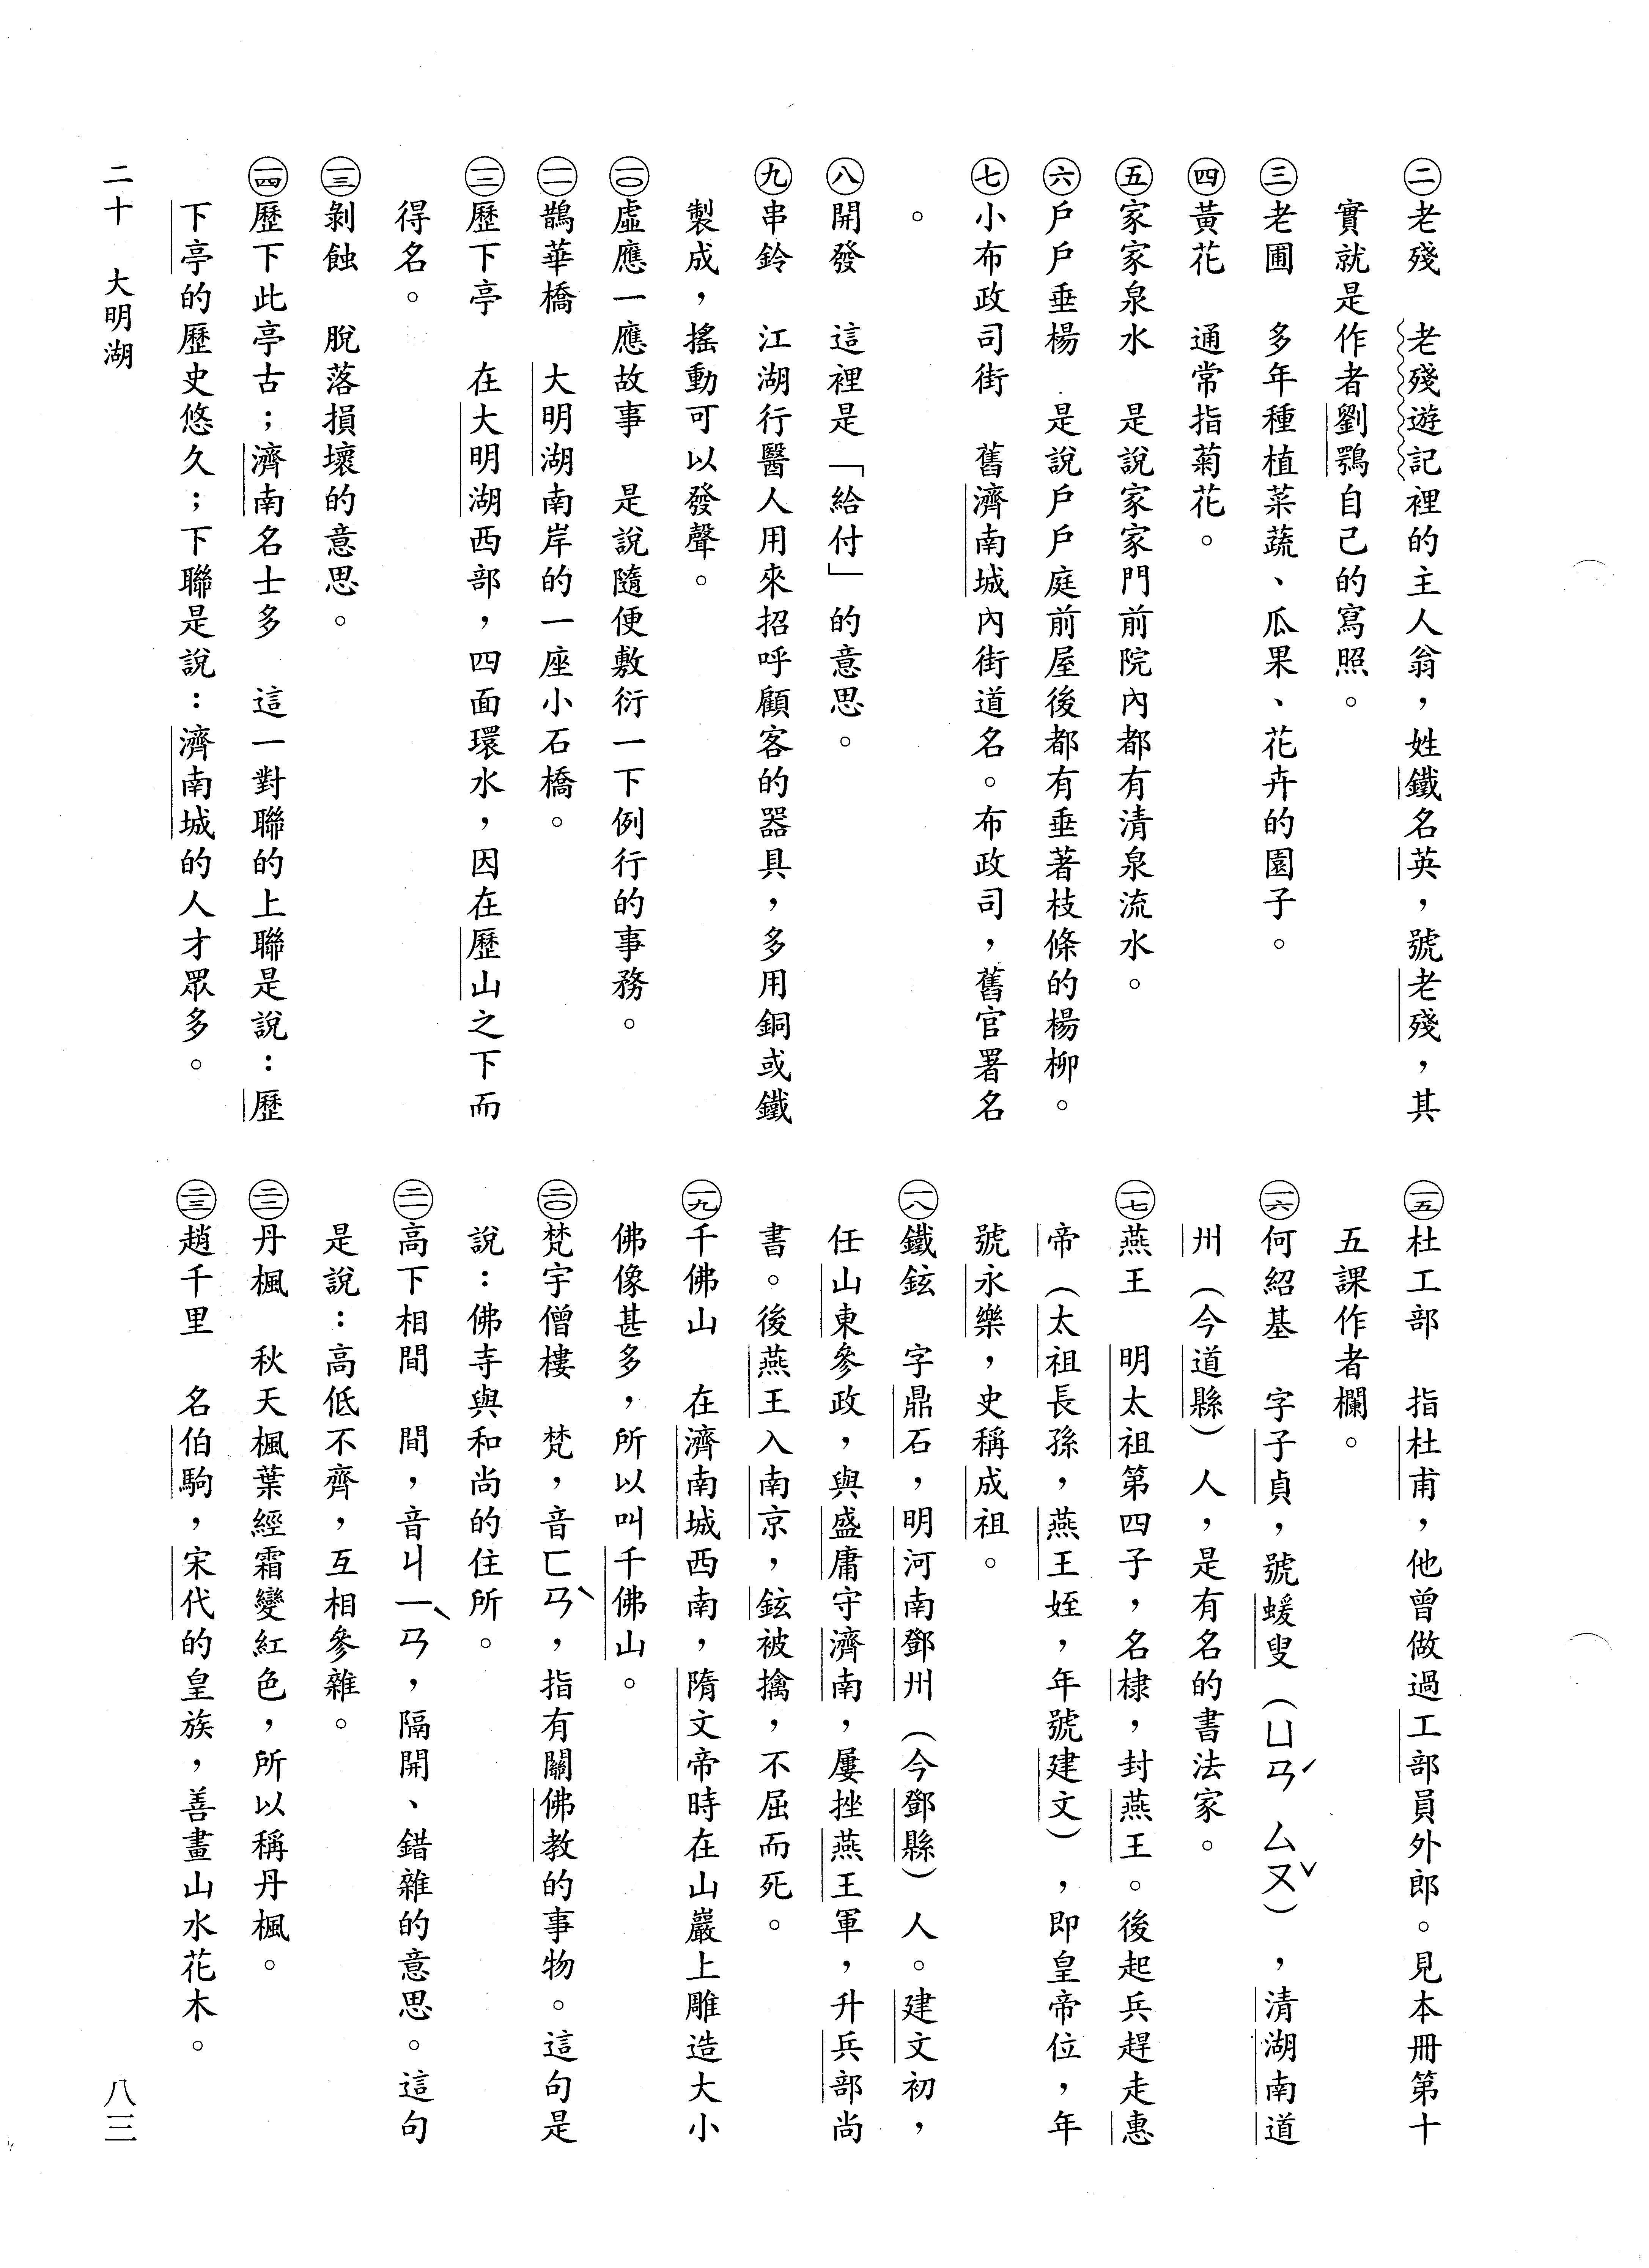 ㊁老殘　老殘遊記裡的主人翁，姓鐵名英，號老殘，其
實就是作者劉鶚自己的寫照。
㊂老圃　多年種植菜蔬、瓜果、花卉的園子。
㊃黃花　通常指菊花。
㊄家家泉水　是說家家門前院內都有清泉流水。
㊅戶戶垂楊　是說戶戶庭前屋後都有垂著枝條的楊柳。
㊆小布政司街　舊濟南城內街道名。布政司，舊官署名
。
㊇開發　這裡是「給付」的意思。
㊈串鈴　江湖行醫人用來招呼顧客的器具，多用銅或鐵
製成，搖動可以發聲。
(一〇)虛應一應故事　是說隨便敷衍一下例行的事務。
(一一)鵲華橋　大明湖南岸的一座小石橋。
(一二)歷下亭　在大明湖西部，四面環水，因在歷山之下而
得名。
(一三)剝蝕　脫落損壞的意思。
(一四)歷下此亭古；濟南名士多　這一對聯的上聯是說：歷
下亭的歷史悠久；下聯是說：濟南城的人才眾多。
(一五)杜工部　指杜甫，他曾做過工部員外郎。見本冊第十
五課作者欄。
(一六)何紹基　字子貞，號蝯叟（ㄩㄢˊ ㄙㄡˇ），清湖南道
州（今道縣）人，是有名的書法家。
(一七)燕王　明太祖第四子，名棣，封燕王。後起兵趕走惠
帝（太祖長孫，燕王姪，年號建文），即皇帝位，年
號永樂，史稱成祖。
(一八)鐵鉉　字鼎石，明河南鄧州（今鄧縣）人。建文初，
任山東參政，與盛庸守濟南，屢挫燕王軍，升兵部尚
書。後燕王入南京，鉉被擒，不屈而死。
(一九)千佛山　在濟南城西南，隋文帝時在山巖上雕造大小
佛像甚多，所以叫千佛山。
(二〇)梵宇僧樓　梵，音ㄈㄢˋ，指有關佛教的事物。這句是
說：佛寺與和尚的住所。
(二一)高下相間　間，音ㄐㄧㄢˋ，隔開、錯雜的意思。這句
是說：高低不齊，互相參雜。
(二二)丹楓　秋天楓葉經霜變紅色，所以稱丹楓。
(二三)趙千里　名伯駒，宋代的皇族，善畫山水花木。
二十　大明湖
八三